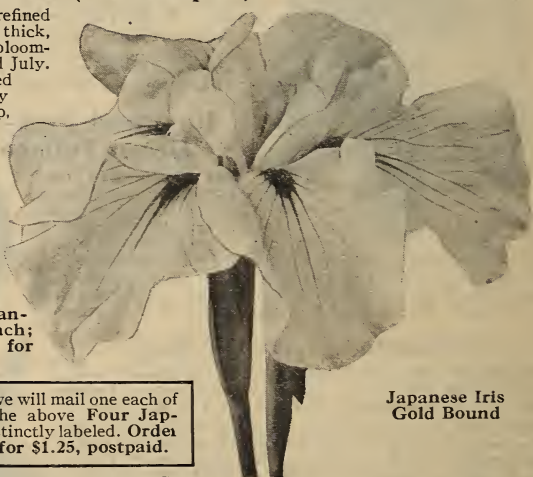 refined
thick,
bloom-
July.
ed
y
o,
an-
ach;
for
Japanese Iris
Gold Bound
we will mail one each of
he above Four Jap-
tinctly labeled. Order
for $1.25, postpaid.